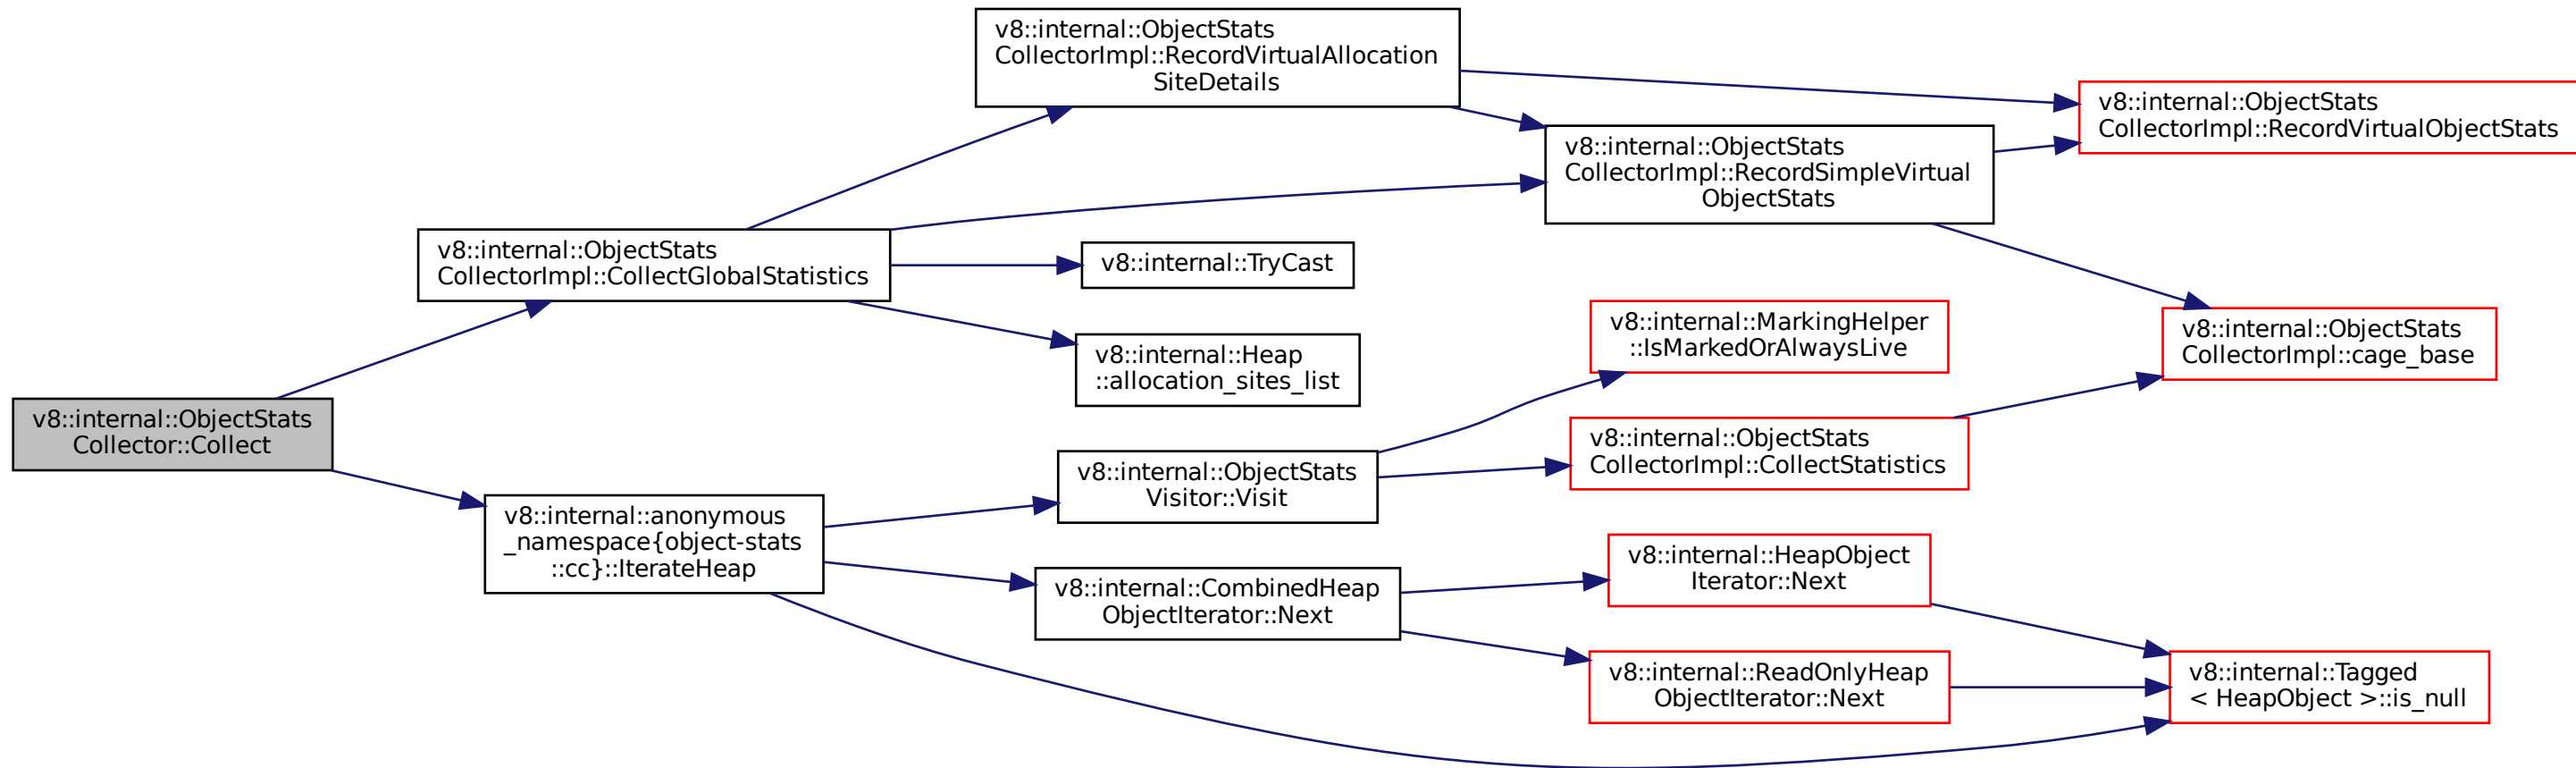 v8::internal::ObjectStats
CollectorImpl::RecordVirtualAllocation
SiteDetails
v8::internal::ObjectStats
CollectorImpl::RecordVirtualObjectStats
v8::internal::ObjectStats
CollectorImpl::RecordSimpleVirtual
ObjectStats
v8::internal::ObjectStats
CollectorImpl::CollectGlobalStatistics
v8::internal::TryCast
v8::internal::Heap
::allocation_sites_list
v8::internal::MarkingHelper
::IsMarkedOrAlwaysLive
v8::internal::ObjectStats
CollectorImpl::cage_base
v8::internal::ObjectStats
Collector::Collect
v8::internal::ObjectStats
CollectorImpl::CollectStatistics
v8::internal::ObjectStats
Visitor::Visit
v8::internal::anonymous
_namespace{object-stats
::cc}::IterateHeap
v8::internal::CombinedHeap
ObjectIterator::Next
v8::internal::HeapObject
Iterator::Next
v8::internal::ReadOnlyHeap
ObjectIterator::Next
v8::internal::Tagged
< HeapObject >::is_null